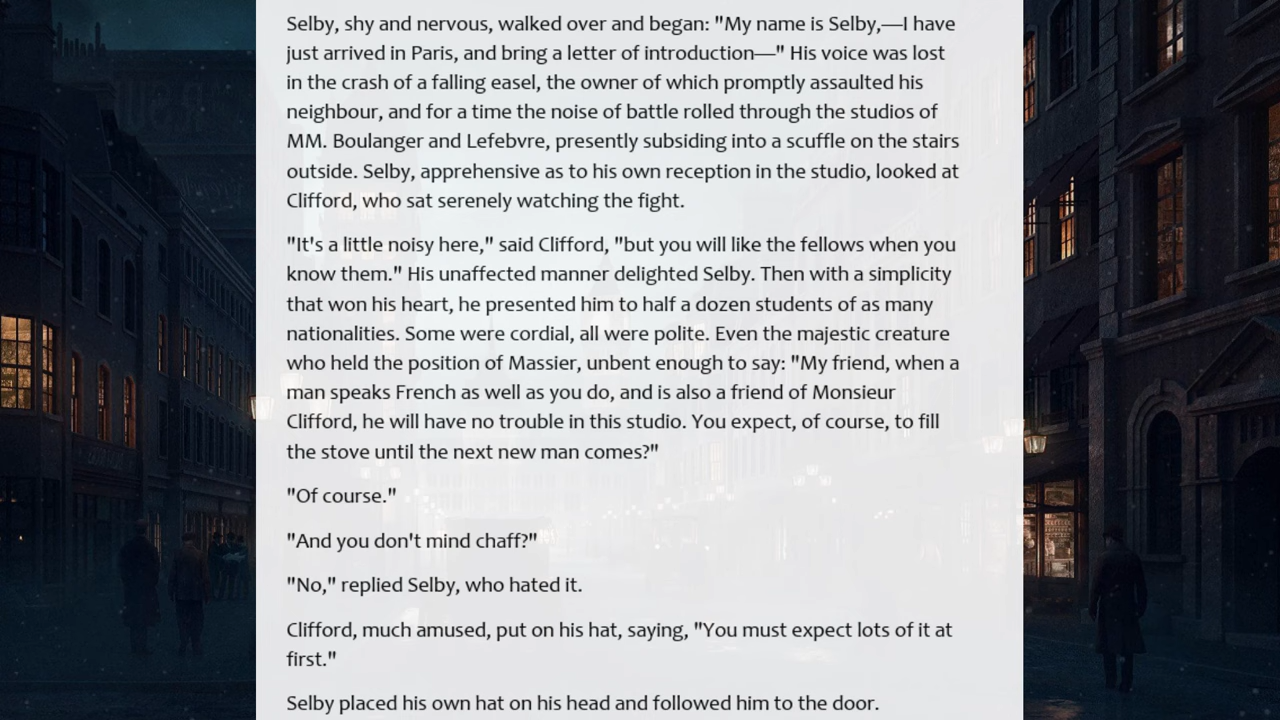 Selby, shy and nervous, walked over and began: "My name is Selby,—I have
just arrived in Paris, and bring a letter of introduction—" His voice was lost
in the crash of a falling easel, the owner of which promptly assaulted his
neighbour, and for a time the noise of battle rolled through the studios of
MM. Boulanger and Lefebvre, presently subsiding into a scuffle on the stairs
outside. Selby, apprehensive as to his own reception in the studio, looked at
Clifford, who sat serenely watching the fight.
"It's a little noisy here," said Clifford, "but you will like the fellows when you
know them." His unaffected manner delighted Selby. Then with a simplicity
that won his heart, he presented him to half a dozen students of as many
nationalities. Some were cordial, all were polite. Even the majestic creature
who held the position of Massier, unbent enough to say: "My friend, when a
man speaks French as well as you do, and is also a friend of Monsieur
Clifford, he will have no trouble in this studio. You expect, of course, to fill
the stove until the next new man comes?"
"Of course."
"And you don't mind chaff?"
"No," replied Selby, who hated it.
Clifford, much amused, put on his hat, saying, "You must expect lots of it at
first."
Selby placed his own hat on his head and followed him to the door.